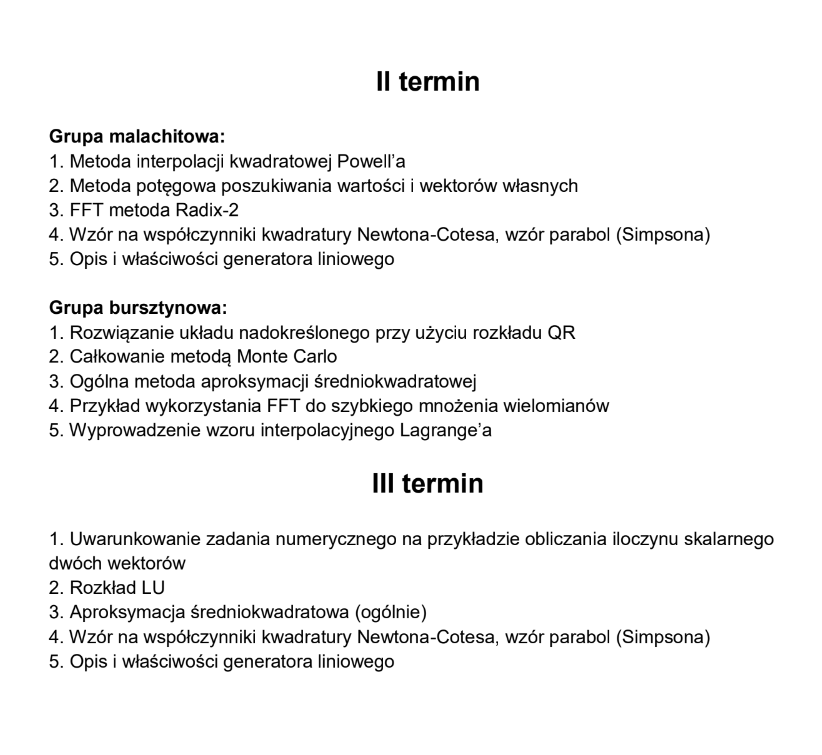 II termin
Grupa malachitowa:
1. Metoda interpolacji kwadratowej Powell'a
2. Metoda potęgowa poszukiwania wartości i wektorów własnych
3. FFT metoda Radix-2
4. Wzór na współczynniki kwadratury Newtona-Cotesa, wzór parabol (Simpsona)
5. Opis i właściwości generatora liniowego
Grupa bursztynowa:
1. Rozwiązanie układu nadokreślonego przy użyciu rozkładu QR
2. Całkowanie metodą Monte Carlo
3. Ogólna metoda aproksymacji średniokwadratowej
4. Przykład wykorzystania FFT do szybkiego mnożenia wielomianów
5. Wyprowadzenie wzoru interpolacyjnego Lagrange'a
III termin
1. Uwarunkowanie zadania numerycznego na przykładzie obliczania iloczynu skalarnego
dwóch wektorów
2. Rozkład LU
3. Aproksymacja średniokwadratowa (ogólnie)
4. Wzór na współczynniki kwadratury Newtona-Cotesa, wzór parabol (Simpsona)
5. Opis i właściwości generatora liniowego